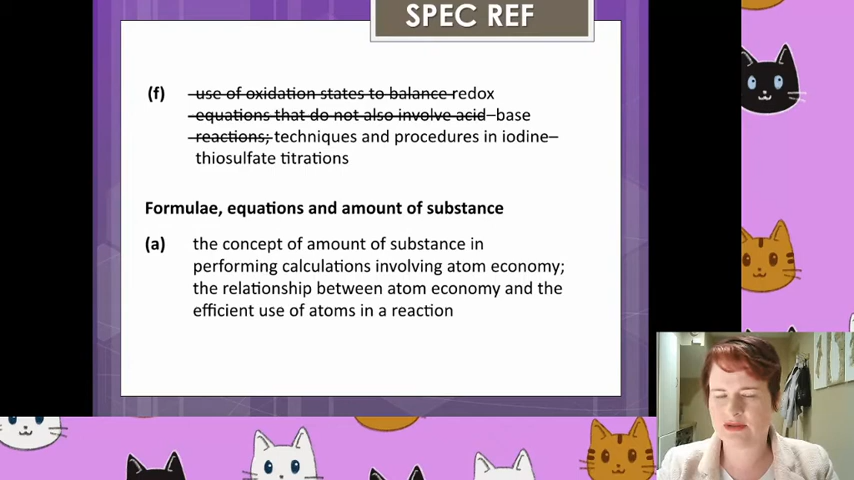 SPEC REF
(f) use of oxidation states to balance redox
equations that do not also involve acid–base
reactions; techniques and procedures in iodine–
thiosulfate titrations
Formulae, equations and amount of substance
(a) the concept of amount of substance in
performing calculations involving atom economy;
the relationship between atom economy and the
efficient use of atoms in a reaction